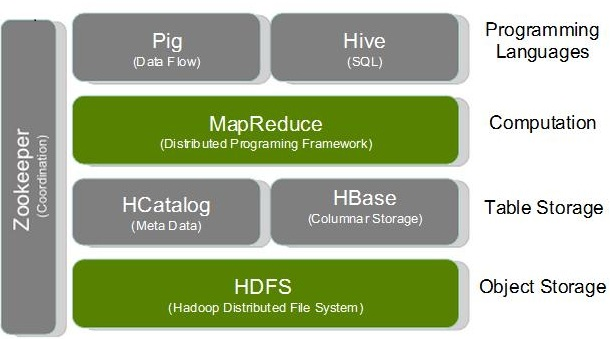 Zookeeper
(Coordination)
Pig
(Data Flow)
Hive
(SQL)
Programming
Languages
MapReduce
(Distributed Programing Framework)
Computation
HCatalog
(Meta Data)
HBase
(Columnar Storage)
Table Storage
HDFS
(Hadoop Distributed File System)
Object Storage